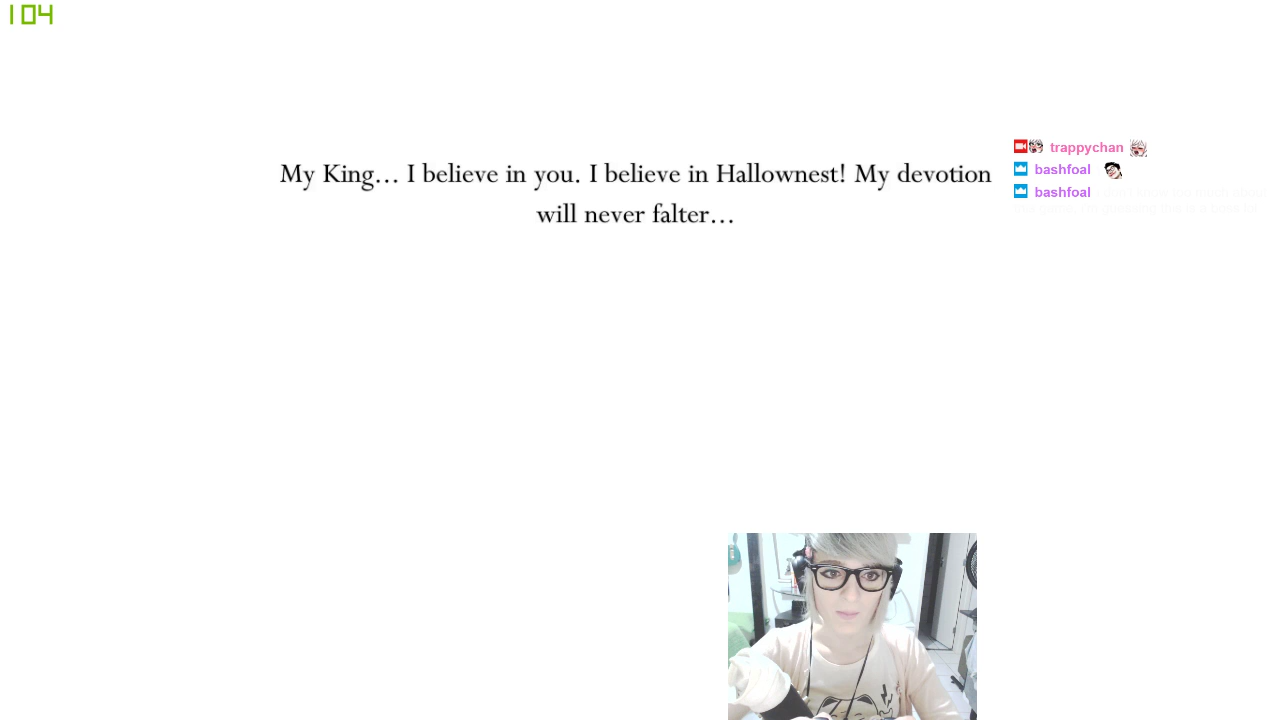 104
My King... I believe in you. I believe in Hallownest! My devotion
will never falter...
trappychan
bashfoal
bashfoal